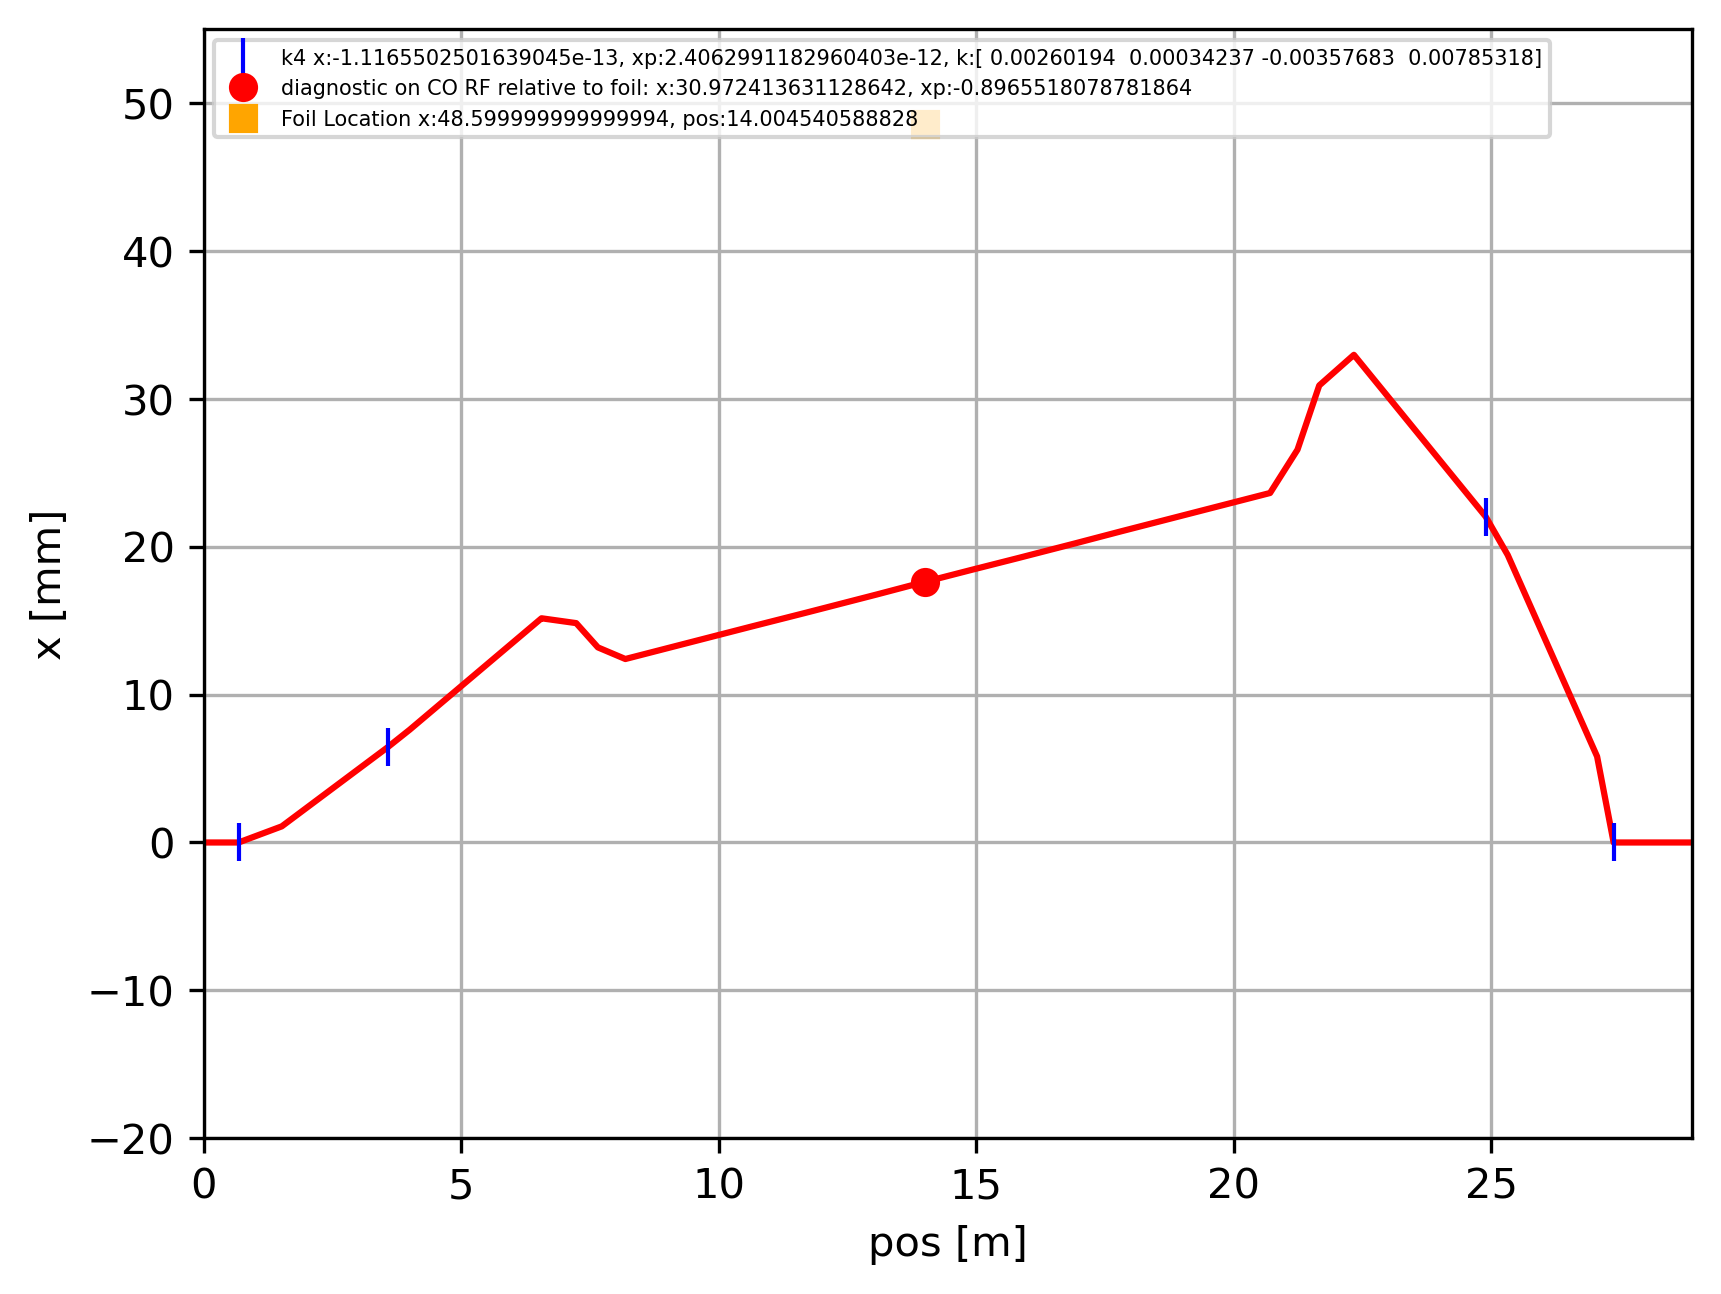 k4 x:-1.1165502501639045e-13, xp:2.4062991182960403e-12, k:[ 0.00260194  0.00034237 -0.00357683  0.00785318]
diagnostic on CO RF relative to foil: x:30.972413631128642, xp:-0.8965518078781864
Foil Location x:48.599999999999994, pos:14.004540588828
50
40
30
20
10
0
−10
−20
x [mm]
0 5 10 15 20 25
pos [m]